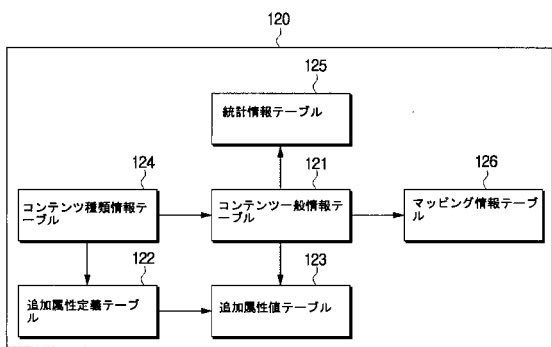 120
125
統計情報テーブル
124
121
126
コンテンツ種類情報テ
ーブル
コンテンツ一般情報テ
ーブル
マッピング情報テーブ
ル
122
123
追加属性定義テーブ
ル
追加属性値テーブル